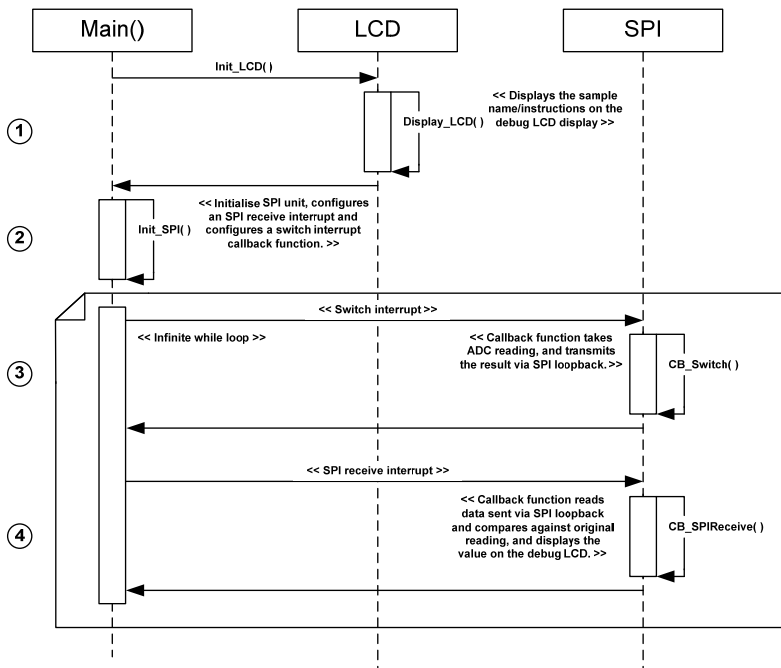 Main()
LCD
SPI
Init_LCD( )
1
Display_LCD( )
<< Displays the sample
name/instructions on the
debug LCD display >>
2
Init_SPI( )
<< Initialise SPI unit, configures
an SPI receive interrupt and
configures a switch interrupt
callback function. >>
<< Switch interrupt >>
<< Infinite while loop >>
3
<< Callback function takes
ADC reading, and transmits
the result via SPI loopback. >>
CB_Switch( )
<< SPI receive interrupt >>
4
<< Callback function reads
data sent via SPI loopback
and compares against original
reading, and displays the
value on the debug LCD. >>
CB_SPIReceive( )